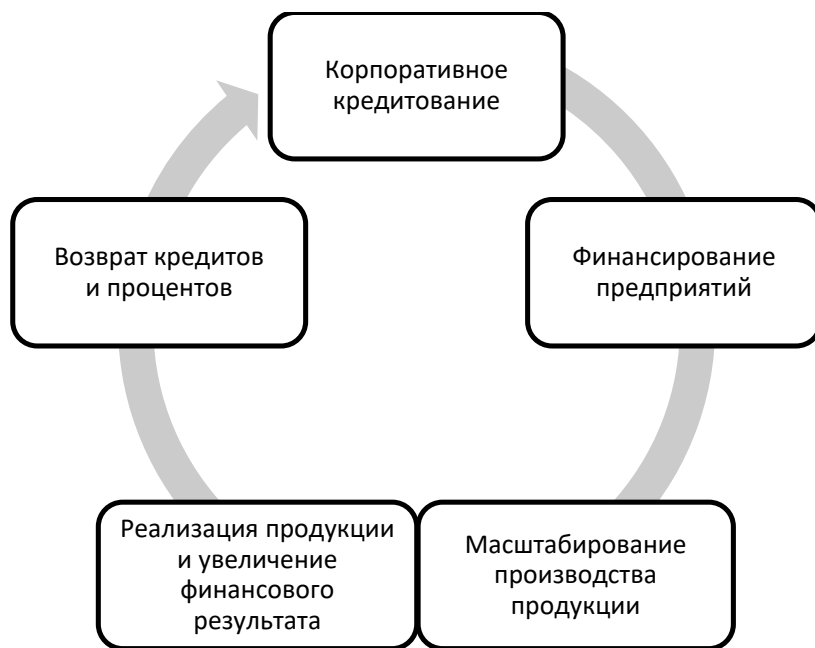 Корпоративное
кредитование
Финансирование
предприятий
Масштабирование
производства
продукции
Реализация продукции
и увеличение
финансового
результата
Возврат кредитов
и процентов